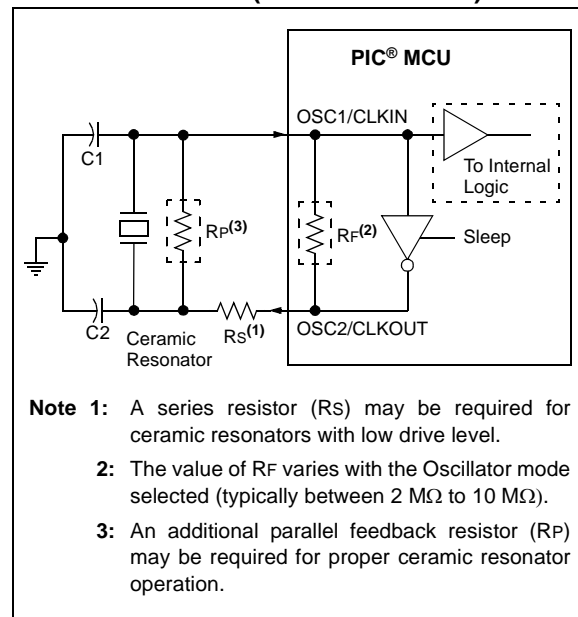 PIC® MCU
OSC1/CLKIN
C1
To Internal
Logic
RP(3)
RF(2)
Sleep
C2
Ceramic
Resonator
RS(1)
OSC2/CLKOUT
Note 1: A series resistor (RS) may be required for
ceramic resonators with low drive level.
2: The value of RF varies with the Oscillator mode
selected (typically between 2 MΩ to 10 MΩ).
3: An additional parallel feedback resistor (RP)
may be required for proper ceramic resonator
operation.